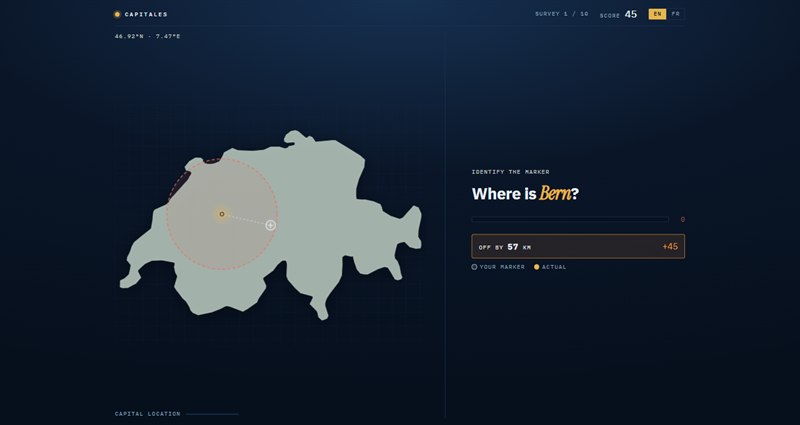 CAPITALES
SURVEY 1 / 10 SCORE 45 EN FR
46.92°N · 7.47°E
IDENTIFY THE MARKER
Where is Bern?
0
OFF BY 57 KM +45
YOUR MARKER ACTUAL
CAPITAL LOCATION